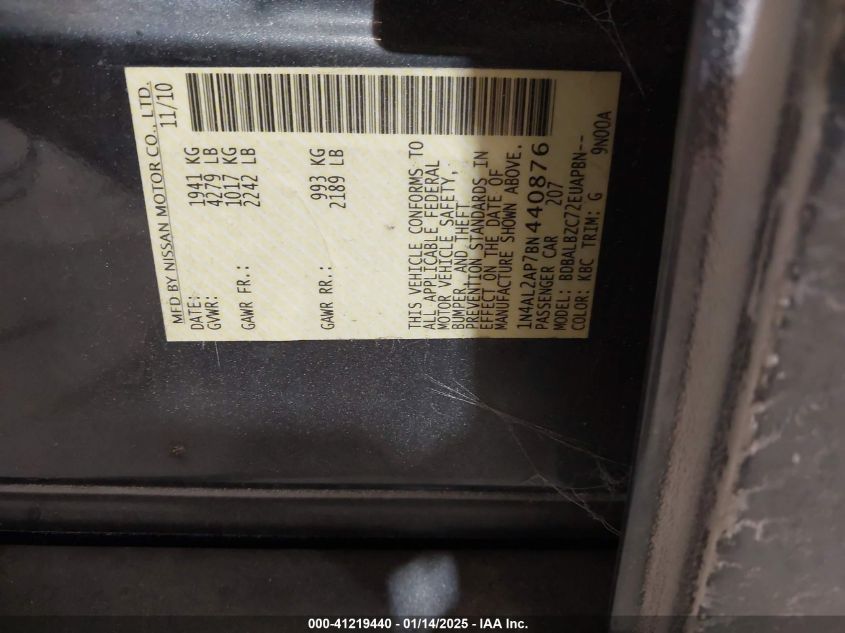 MFD BY NISSAN MOTOR CO., LTD.
DATE: 11/10
GVWR: 1941 KG
4279 LB
GAWR FR.: 1017 KG
2242 LB
GAWR RR.: 993 KG
2189 LB
THIS VEHICLE CONFORMS TO
ALL APPLICABLE FEDERAL
MOTOR VEHICLE SAFETY,
BUMPER, AND THEFT
PREVENTION STANDARDS IN
EFFECT ON THE DATE OF
MANUFACTURE SHOWN ABOVE.
1N4AL2AP7BN440876
PASSENGER CAR 207
MODEL: BDBALBZC72EUAPBN--
COLOR: KBC TRIM: G 9N00A
000-41219440 - 01/14/2025 - IAA Inc.